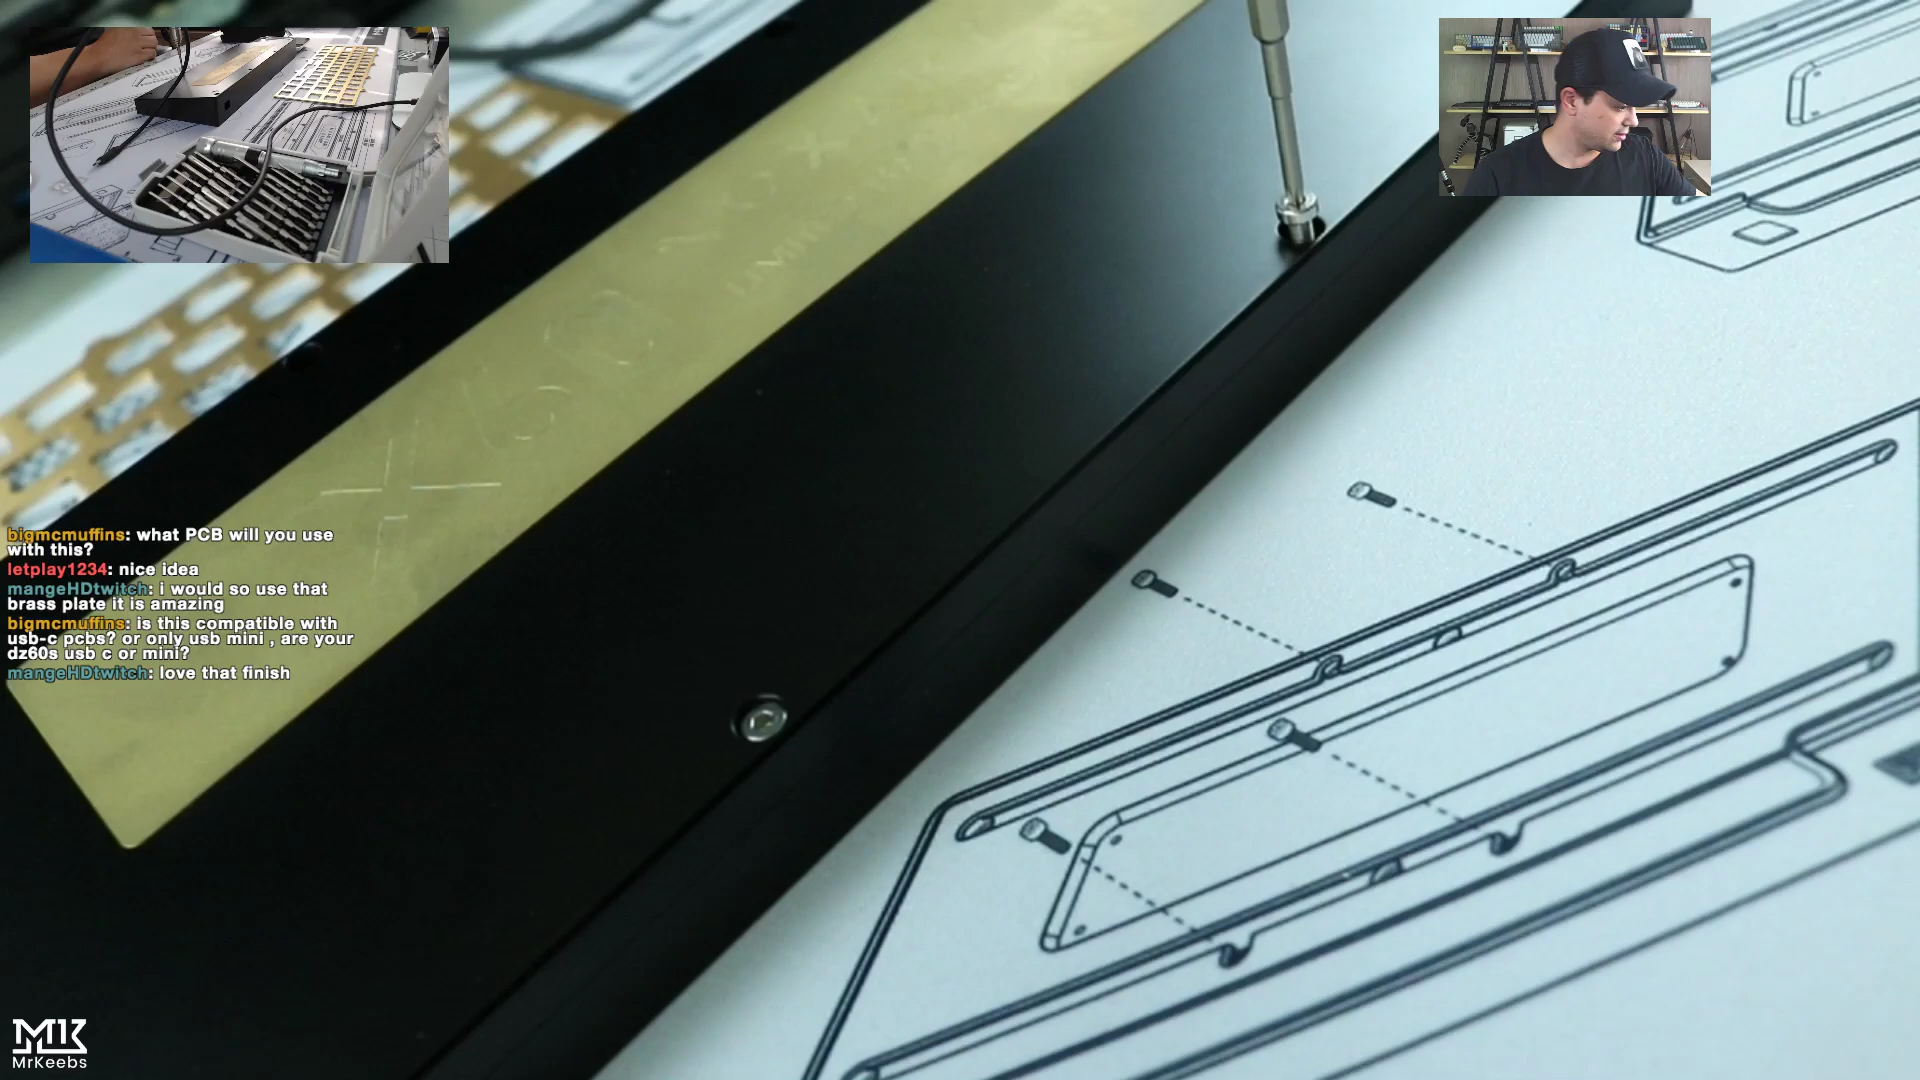 bigmcmuffins: what PCB will you use
with this?
letplay1234: nice idea
mangeHDtwitch: i would so use that
brass plate it is amazing
bigmcmuffins: is this compatible with
usb-c pcbs? or only usb mini , are your
dz60s usb c or mini?
mangeHDtwitch: love that finish
MK
MrKeebs